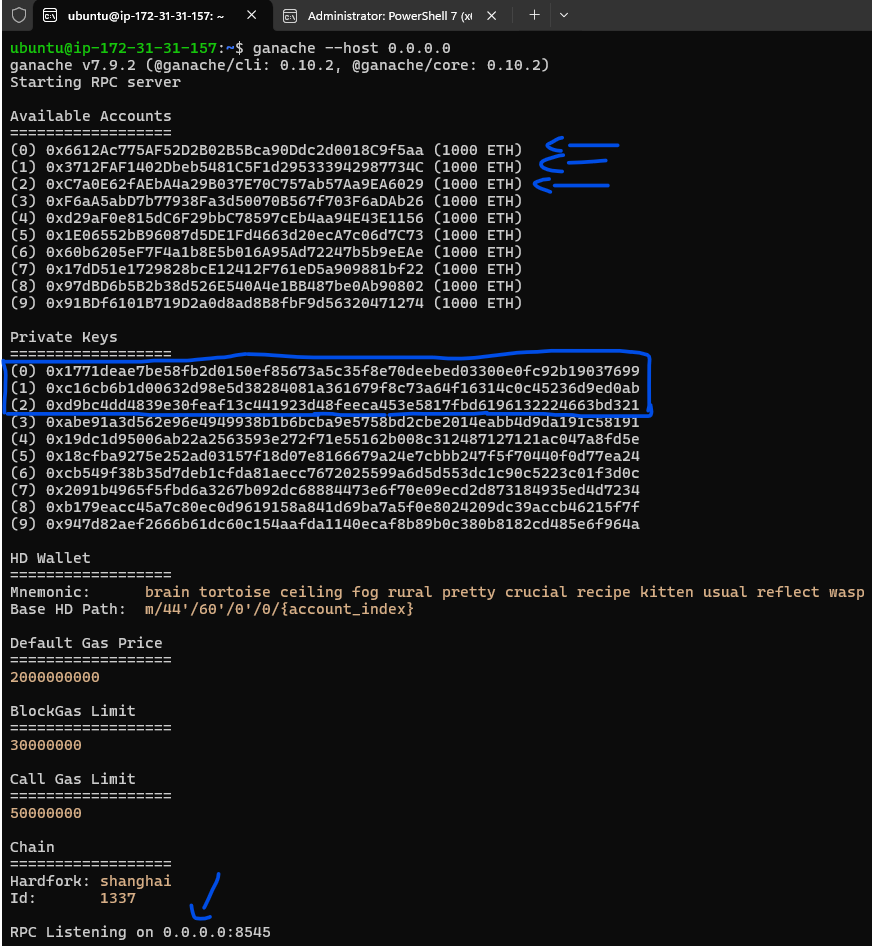 ubuntu@ip-172-31-31-157: ~
Administrator: PowerShell 7 (x
ubuntu@ip-172-31-31-157:~$ ganache --host 0.0.0.0
ganache v7.9.2 (@ganache/cli: 0.10.2, @ganache/core: 0.10.2)
Starting RPC server
Available Accounts
==================
(0) 0x6612Ac775AF52D2B02B5Bca90Ddc2d0018C9f5aa (1000 ETH)
(1) 0x3712FAF1402Dbeb5481C5F1d295333942987734C (1000 ETH)
(2) 0xC7a0E62fAEbA4a29B037E70C757ab57Aa9EA6029 (1000 ETH)
(3) 0xF6aA5abD7b77938Fa3d50070B567f703F6aDAb26 (1000 ETH)
(4) 0xd29aF0e815dC6F29bbC78597cEb4aa94E43E1156 (1000 ETH)
(5) 0x1E06552bB96087d5DE1Fd4663d20ecA7c06d7C73 (1000 ETH)
(6) 0x60b6205eF7F4a1b8E5b016A95Ad72247b5b9eEAe (1000 ETH)
(7) 0x17dD51e1729828bcE12412F761eD5a909881bf22 (1000 ETH)
(8) 0x97dBD6b5B2b38d526E540A4e1BB487be0Ab90802 (1000 ETH)
(9) 0x91BDf6101B719D2a0d8ad8B8fbF9d56320471274 (1000 ETH)
Private Keys
==================
(0) 0x1771deae7be58fb2d0150ef85673a5c35f8e70deebed03300e0fc92b19037699
(1) 0xc16cb6b1d00632d98e5d38284081a361679f8c73a64f16314c0c45236d9ed0ab
(2) 0xd9bc4dd4839e30feaf13c441923d48feeca453e5817fbd6196132224663bd321
(3) 0xabe91a3d562e96e4949938b1b6bcba9e5758bd2cbe2014eabb4d9da191c58191
(4) 0x19dc1d95006ab22a2563593e272f71e55162b008c312487127121ac047a8fd5e
(5) 0x18cfba9275e252ad03157f18d07e8166679a24e7cbbb247f5f70440f0d77ea24
(6) 0xcb549f38b35d7deb1cfda81aecc7672025599a6d5d553dc1c90c5223c01f3d0c
(7) 0x2091b4965f5fbd6a3267b092dc68884473e6f70e09ecd2d873184935ed4d7234
(8) 0xb179eacc45a7c80ec0d9619158a841d69ba7a5f0e8024209dc39accb46215f7f
(9) 0x947d82aef2666b61dc60c154aafda1140ecaf8b89b0c380b8182cd485e6f964a
HD Wallet
==================
Mnemonic:      brain tortoise ceiling fog rural pretty crucial recipe kitten usual reflect wasp
Base HD Path:  m/44'/60'/0'/0/{account_index}
Default Gas Price
==================
2000000000
BlockGas Limit
==================
30000000
Call Gas Limit
==================
50000000
Chain
==================
Hardfork: shanghai
Id:       1337
RPC Listening on 0.0.0.0:8545